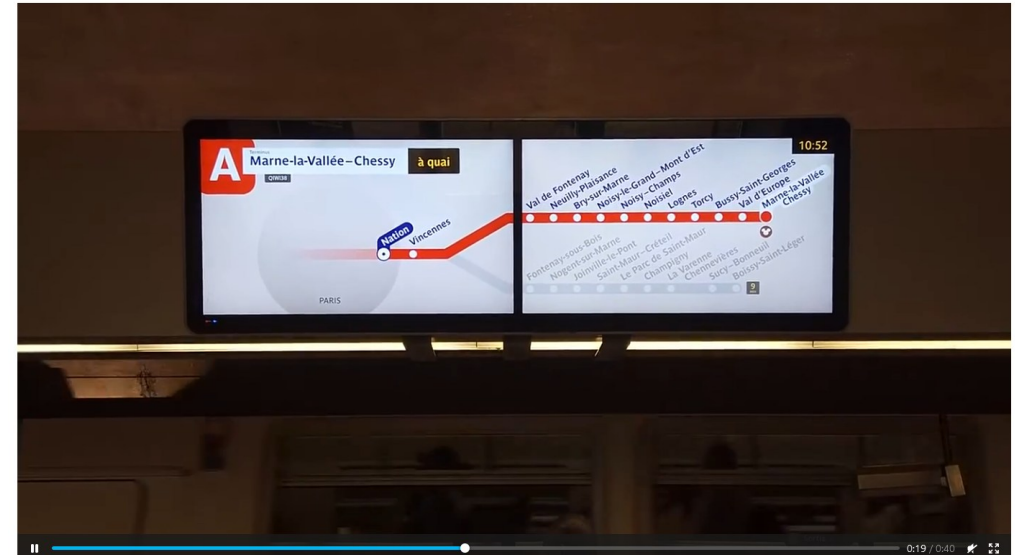 A
Terminus
Marne-la-Vallée – Chessy
à quai
QIWI38
10:52
Nation
Vincennes
PARIS
Val de Fontenay
Neuilly-Plaisance
Bry-sur-Marne
Noisy-le-Grand – Mont d'Est
Noisy – Champs
Noisiel
Lognes
Torcy
Bussy-Saint-Georges
Val d'Europe
Marne-la-Vallée
Chessy
Fontenay-sous-Bois
Nogent-sur-Marne
Joinville-le-Pont
Saint-Maur – Créteil
Le Parc de Saint-Maur
Champigny
La Varenne
Chennevières
Sucy – Bonneuil
Boissy-Saint-Léger
9
0:19 / 0:40